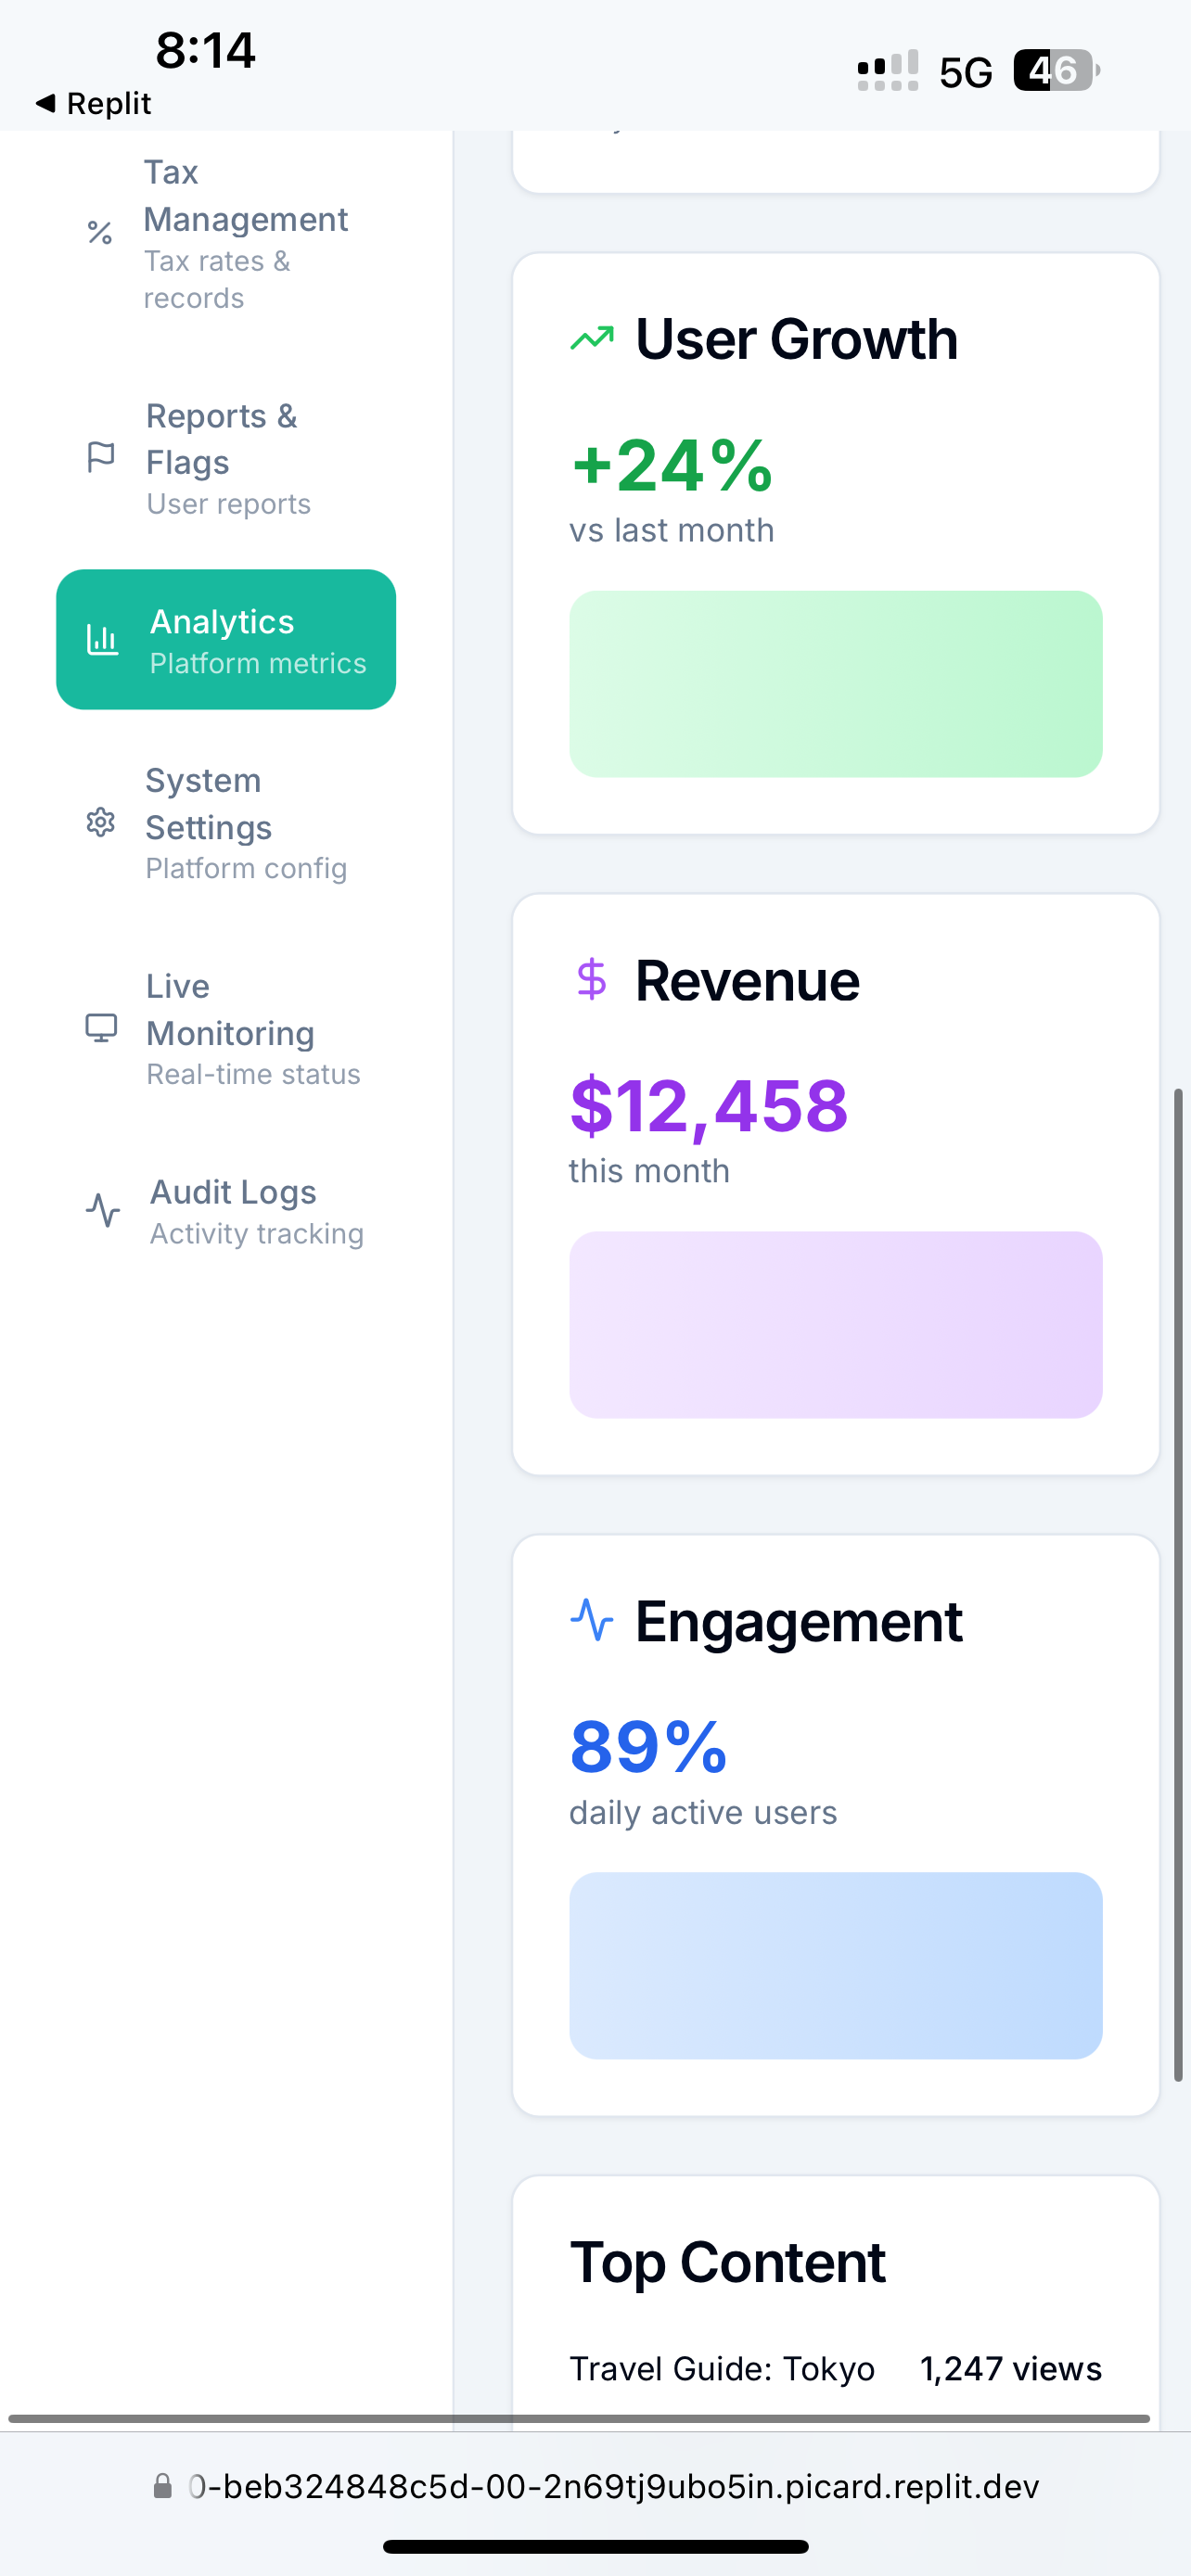 8:14
5G
46
Replit
Tax
Management
Tax rates &
records
Reports &
Flags
User reports
Analytics
Platform metrics
System
Settings
Platform config
Live
Monitoring
Real-time status
Audit Logs
Activity tracking
User Growth
+24%
vs last month
Revenue
$12,458
this month
Engagement
89%
daily active users
Top Content
Travel Guide: Tokyo 1,247 views
0-beb324848c5d-00-2n69tj9ubo5in.picard.replit.dev